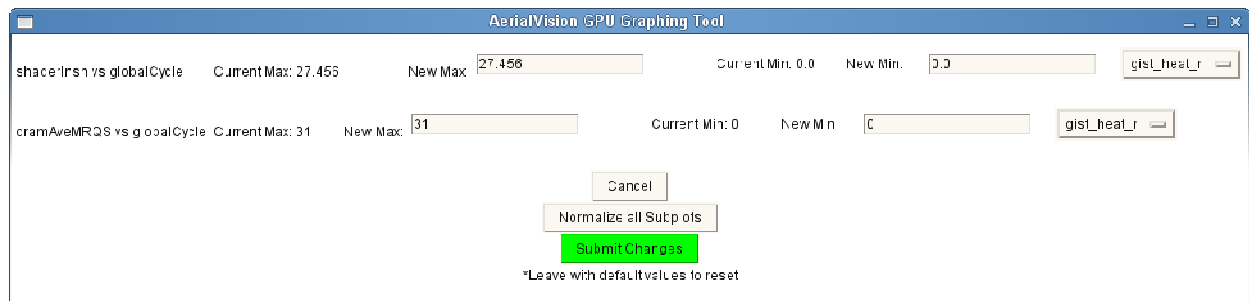 AerialVision GPU Graphing Tool
shaderInsn vs globalCycle Current Max: 27.456 New Max: 27.456 Current Min: 0.0 New Min: 0.0 gist_heat_r
dramAveMRQS vs globalCycle Current Max: 31 New Max: 31 Current Min: 0 New Min: 0 gist_heat_r
Cancel
Normalize all Subplots
Submit Changes
*Leave with default values to reset